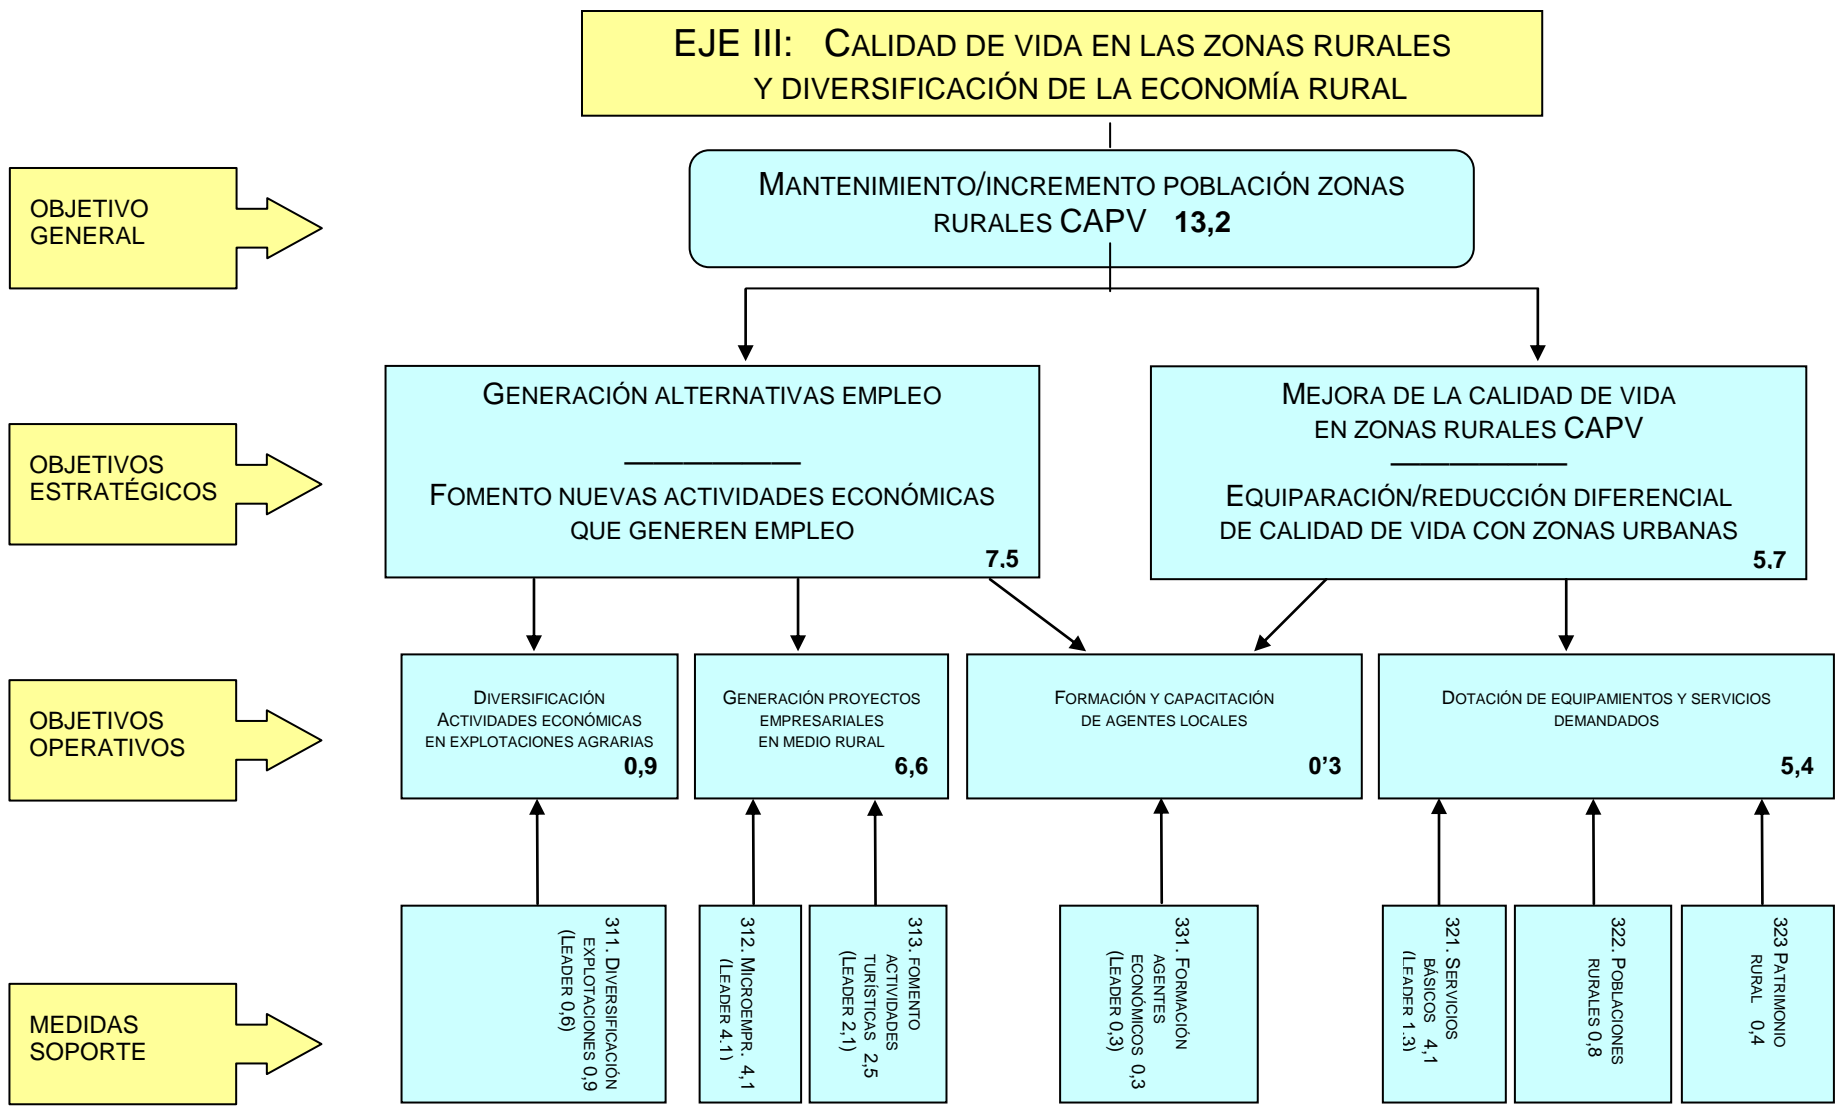 EJE III: CALIDAD DE VIDA EN LAS ZONAS RURALES
Y DIVERSIFICACIÓN DE LA ECONOMÍA RURAL
OBJETIVO
GENERAL
MANTENIMIENTO/INCREMENTO POBLACIÓN ZONAS
RURALES CAPV 13,2
OBJETIVOS
ESTRATÉGICOS
GENERACIÓN ALTERNATIVAS EMPLEO
FOMENTO NUEVAS ACTIVIDADES ECONÓMICAS
QUE GENEREN EMPLEO
7,5
MEJORA DE LA CALIDAD DE VIDA
EN ZONAS RURALES CAPV
EQUIPARACIÓN/REDUCCIÓN DIFERENCIAL
DE CALIDAD DE VIDA CON ZONAS URBANAS
5,7
OBJETIVOS
OPERATIVOS
DIVERSIFICACIÓN
ACTIVIDADES ECONÓMICAS
EN EXPLOTACIONES AGRARIAS
0,9
GENERACIÓN PROYECTOS
EMPRESARIALES
EN MEDIO RURAL
6,6
FORMACIÓN Y CAPACITACIÓN
DE AGENTES LOCALES
0'3
DOTACIÓN DE EQUIPAMIENTOS Y SERVICIOS
DEMANDADOS
5,4
MEDIDAS
SOPORTE
311. DIVERSIFICACIÓN
EXPLOTACIONES 0,9
(LEADER 0,6)
312. MICROEMPR. 4,1
(LEADER 4.1)
313. FOMENTO
ACTIVIDADES
TURÍSTICAS 2,5
(LEADER 2,1)
331. FORMACIÓN
AGENTES
ECONÓMICOS 0,3
(LEADER 0,3)
321. SERVICIOS
BÁSICOS 4,1
(LEADER 1.3)
322. POBLACIONES
RURALES 0,8
323 PATRIMONIO
RURAL 0,4